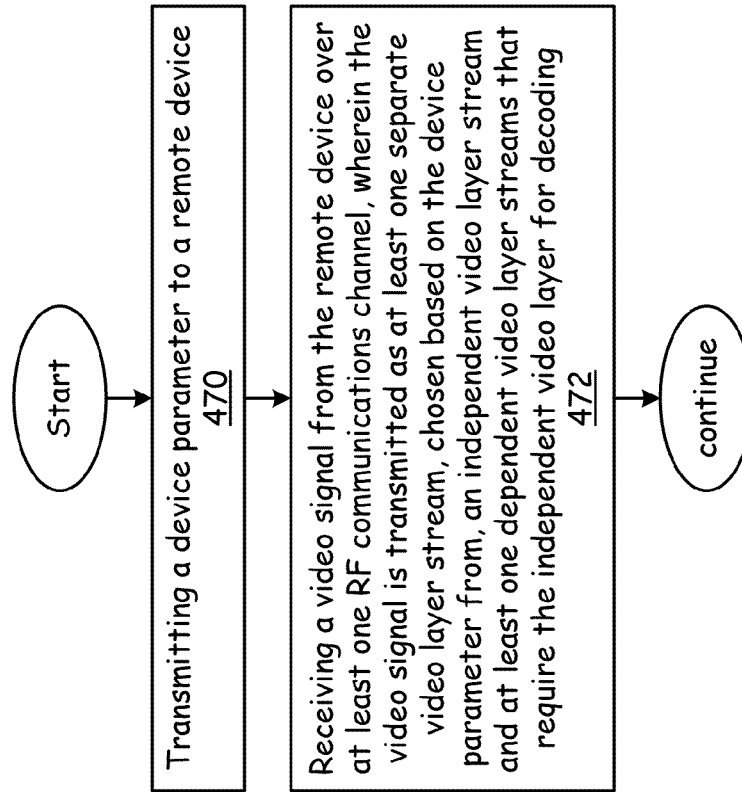 Start
Transmitting a device parameter to a remote device
470
Receiving a video signal from the remote device over
at least one RF communications channel, wherein the
video signal is transmitted as at least one separate
video layer stream, chosen based on the device
parameter from, an independent video layer stream
and at least one dependent video layer streams that
require the independent video layer for decoding
472
continue